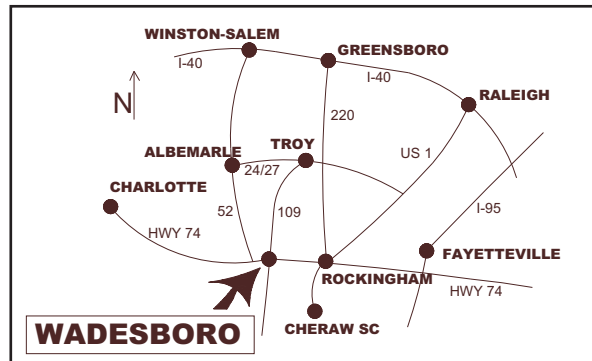 WINSTON-SALEM
GREENSBORO
I-40
I-40
N
RALEIGH
220
TROY
US 1
ALBEMARLE
24/27
CHARLOTTE
52
109
I-95
HWY 74
FAYETTEVILLE
ROCKINGHAM
HWY 74
WADESBORO
CHERAW SC